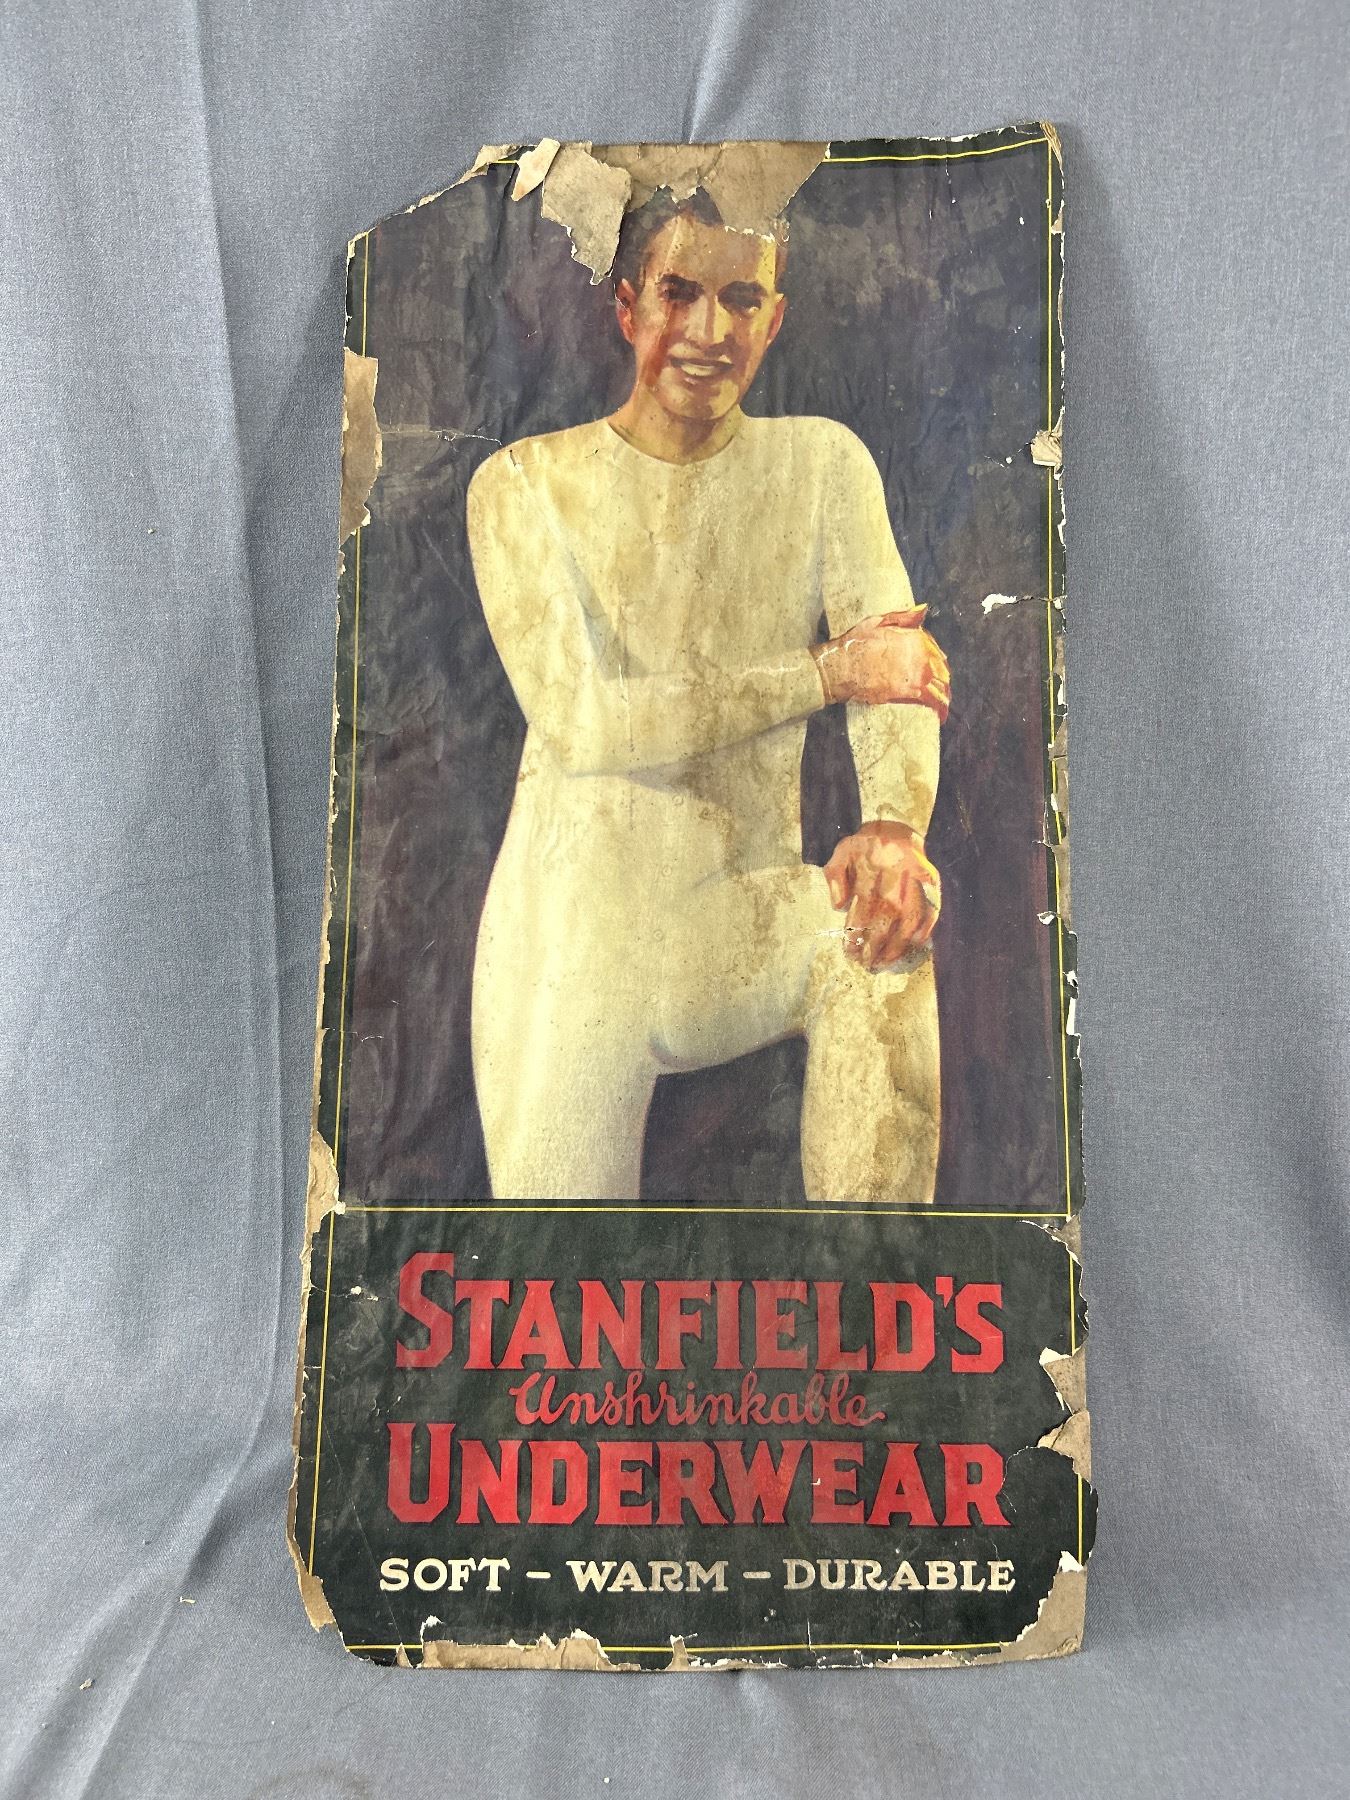 STANFIELD'S
Unshrinkable
UNDERWEAR
SOFT - WARM - DURABLE